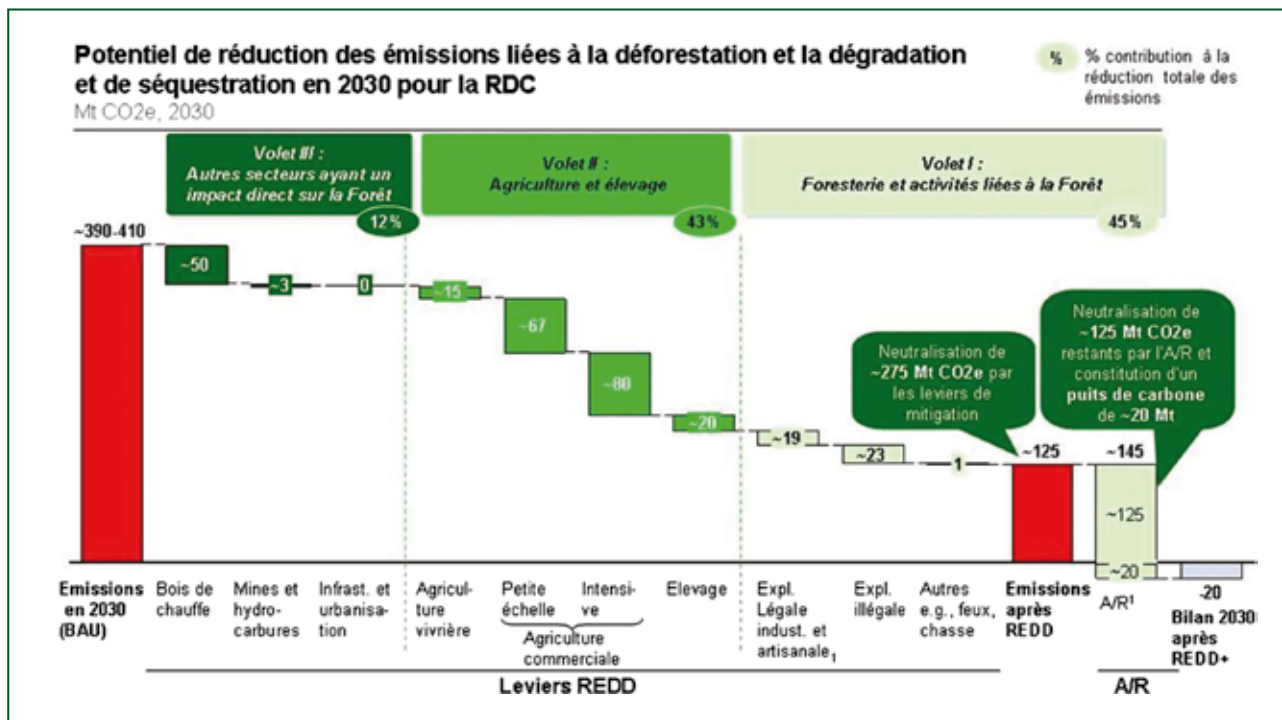 Potentiel de réduction des émissions liées à la déforestation et la dégradation
et de séquestration en 2030 pour la RDC
Mt CO2e, 2030
%
% contribution à la
réduction totale des
émissions
Volet III :
Autres secteurs ayant un
impact direct sur la Forêt
12%
Volet II :
Agriculture et élevage
43%
Volet I :
Foresterie et activités liées à la Forêt
45%
~390-410
~50
~3
0
~15
~67
~80
~20
~19
~23
1
Neutralisation de
~275 Mt CO2e par
les leviers de
mitigation
Neutralisation de
~125 Mt CO2e
restants par l'A/R et
constitution d'un
puits de carbone
de ~20 Mt
~125
~145
~125
~20
-20
Emissions
en 2030
(BAU)
Bois de
chauffe
Mines et
hydro-
carbures
Infrast. et
urbanisa-
tion
Agricul-
ture
vivrière
Petite
échelle
Intensi-
ve
Agriculture
commerciale
Elevage
Expl.
Légale
indust. et
artisanale1
Expl.
illégale
Autres
e.g., feux,
chasse
Emissions
après
REDD
A/R1
Bilan 2030
après
REDD+
Leviers REDD
A/R